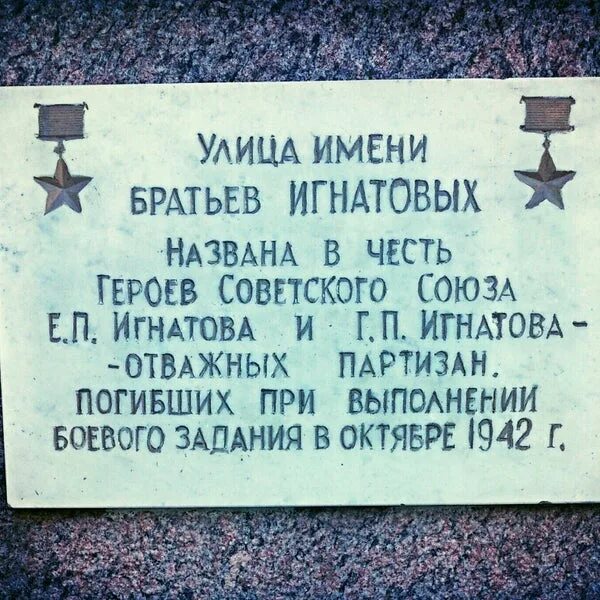 Улица имени
братьев Игнатовых
названа в честь
Героев Советского Союза
Е.П. Игнатова и Г.П. Игнатова -
-отважных партизан.
погибших при выполнении
боевого задания в октябре 1942 г.